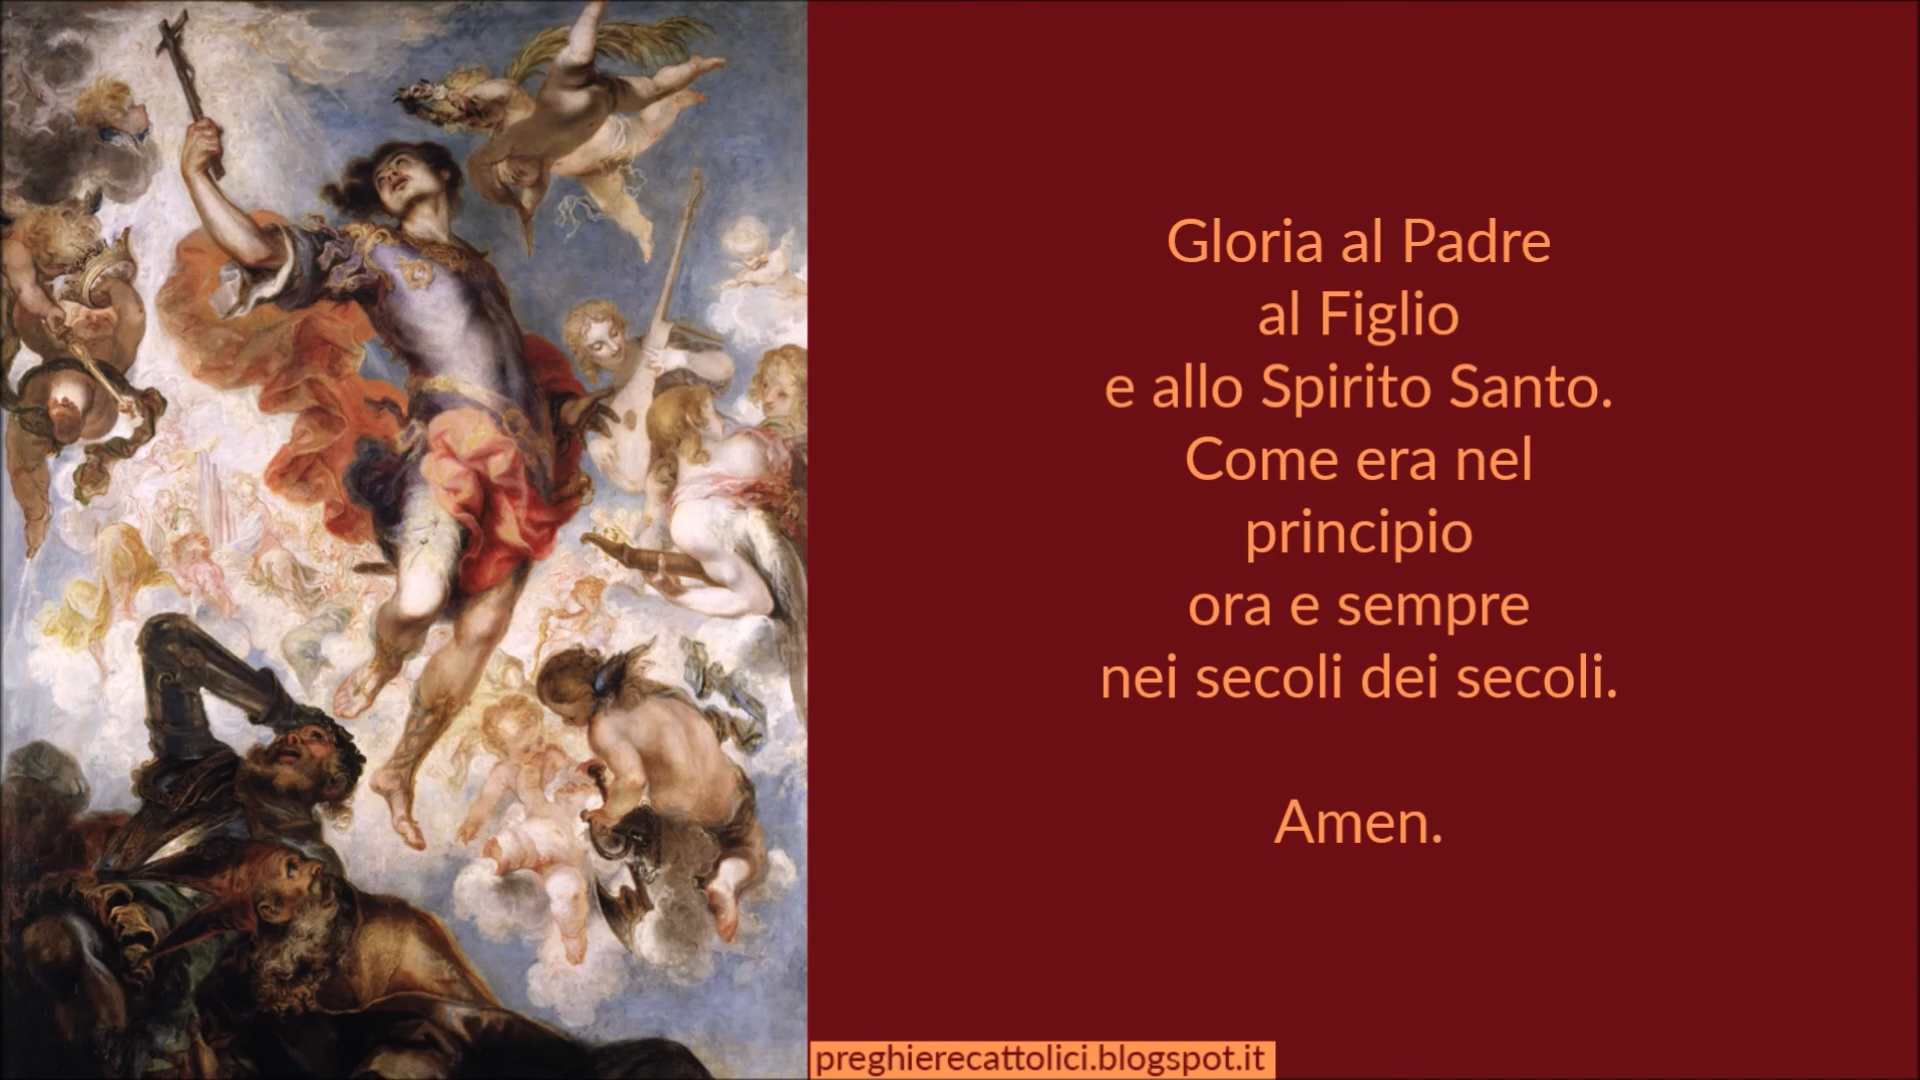 Gloria al Padre
al Figlio
e allo Spirito Santo.
Come era nel
principio
ora e sempre
nei secoli dei secoli.
Amen.
preghierecattolici.blogspot.it